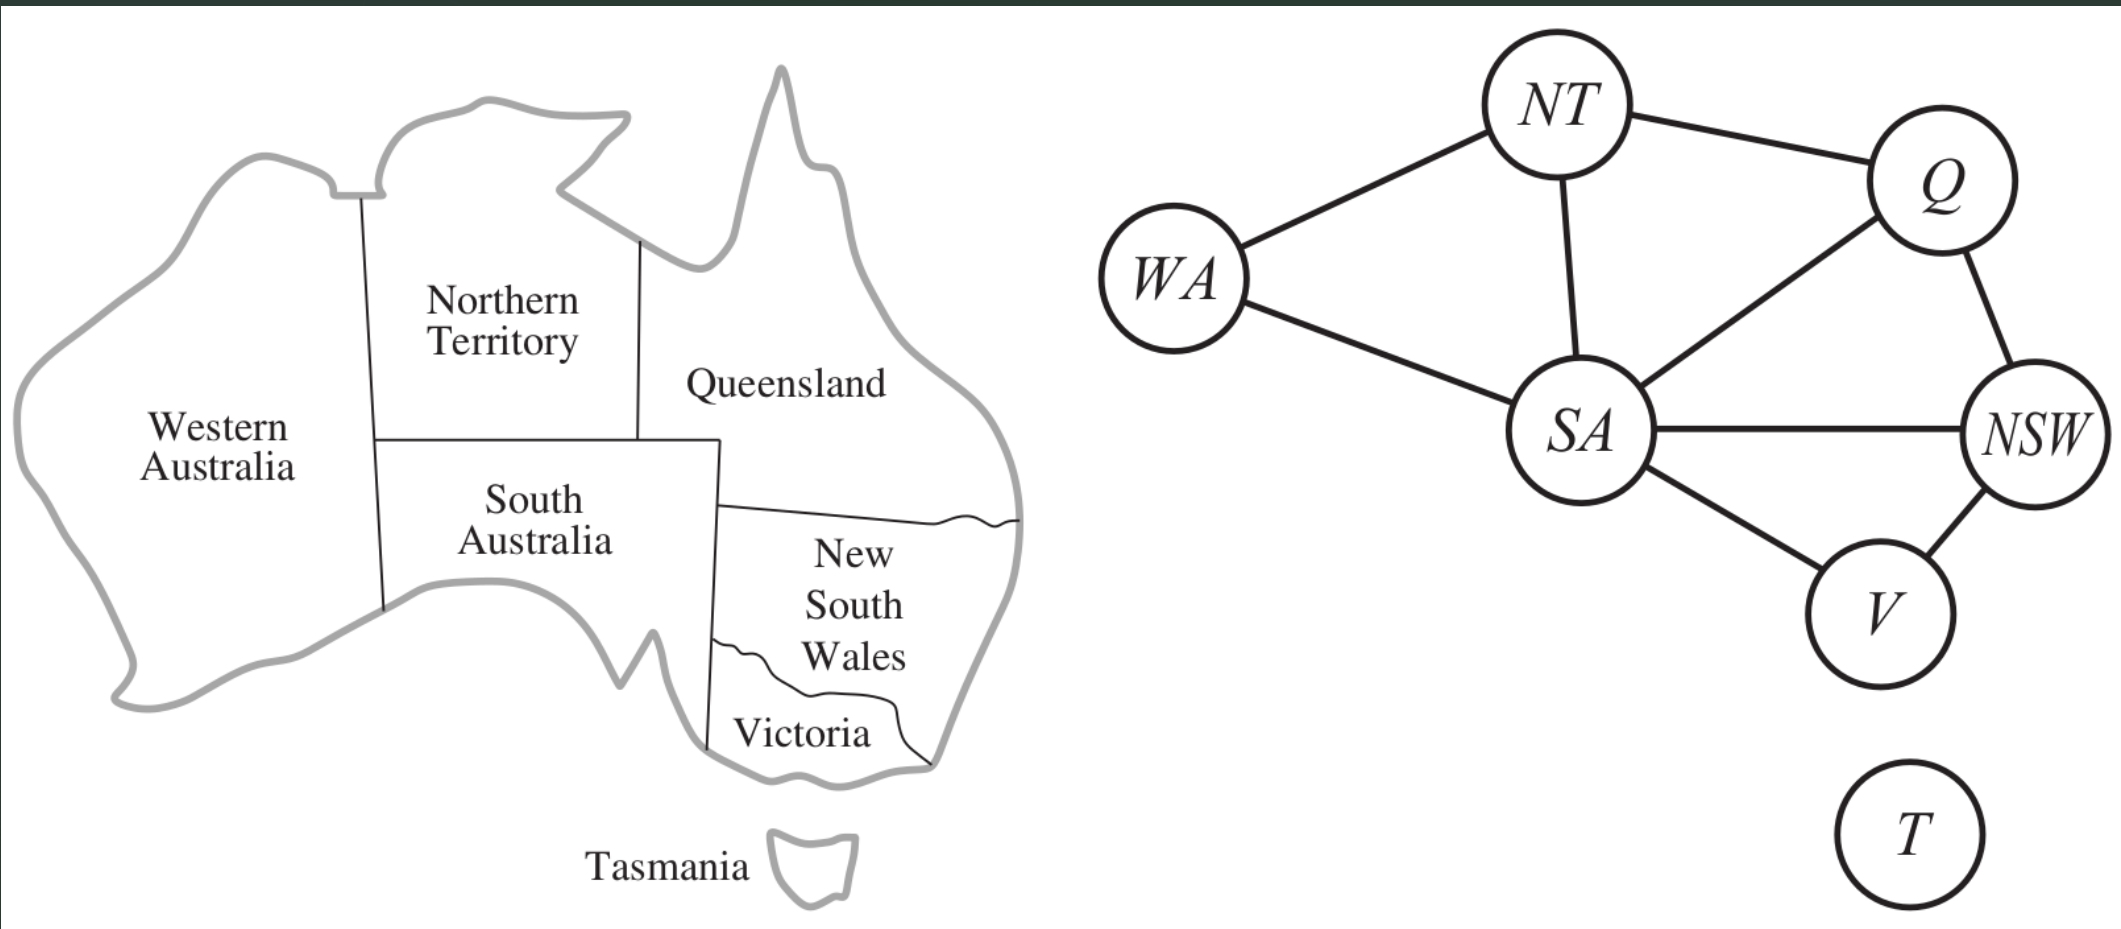 Northern
Territory
Western
Australia
South
Australia
Queensland
New
South
Wales
Victoria
Tasmania
NT
Q
WA
SA
NSW
V
T